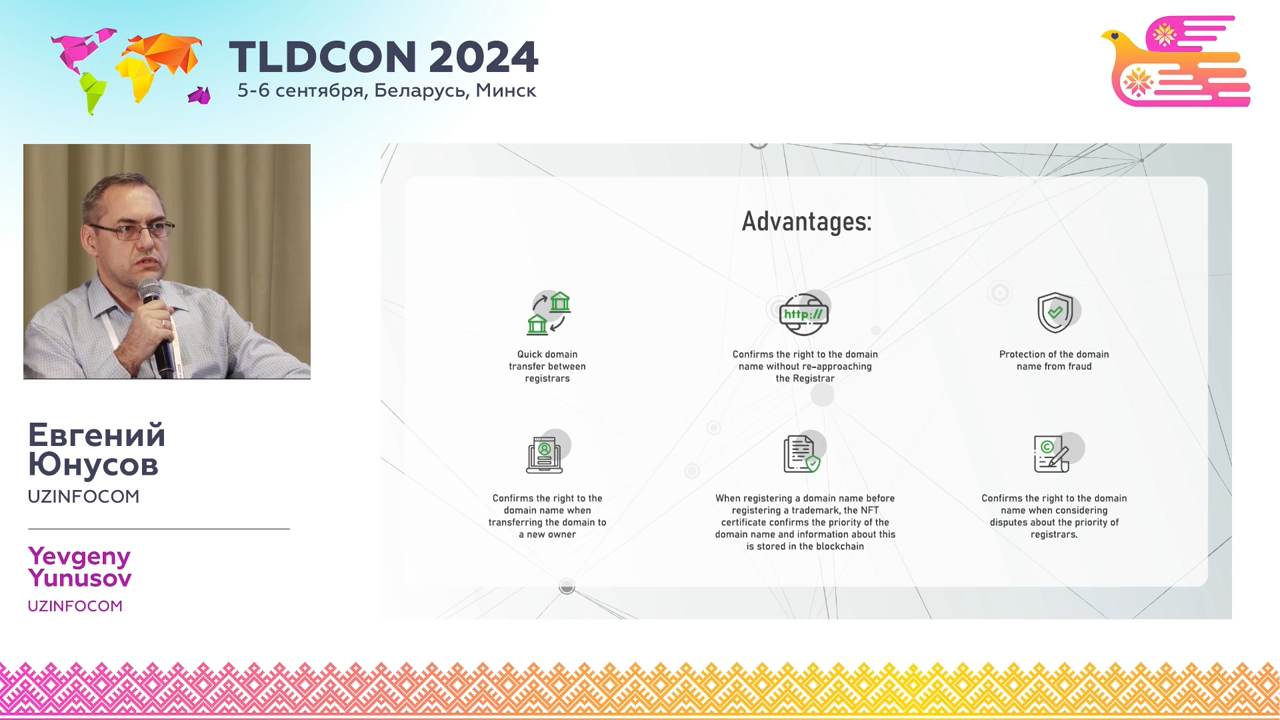 TLDCON 2024
5-6 сентября, Беларусь, Минск
Евгений
Юнусов
UZINFOCOM
Yevgeny
Yunusov
UZINFOCOM
Advantages:
Quick domain
transfer between
registrars
http://
Confirms the right to the domain
name without re-approaching
the Registrar
Protection of the domain
name from fraud
Confirms the right to the
domain name when
transferring the domain to
a new owner
When registering a domain name before
registering a trademark, the NFT
certificate confirms the priority of the
domain name and information about this
is stored in the blockchain
©
Confirms the right to the domain
name when considering
disputes about the priority of
registrars.